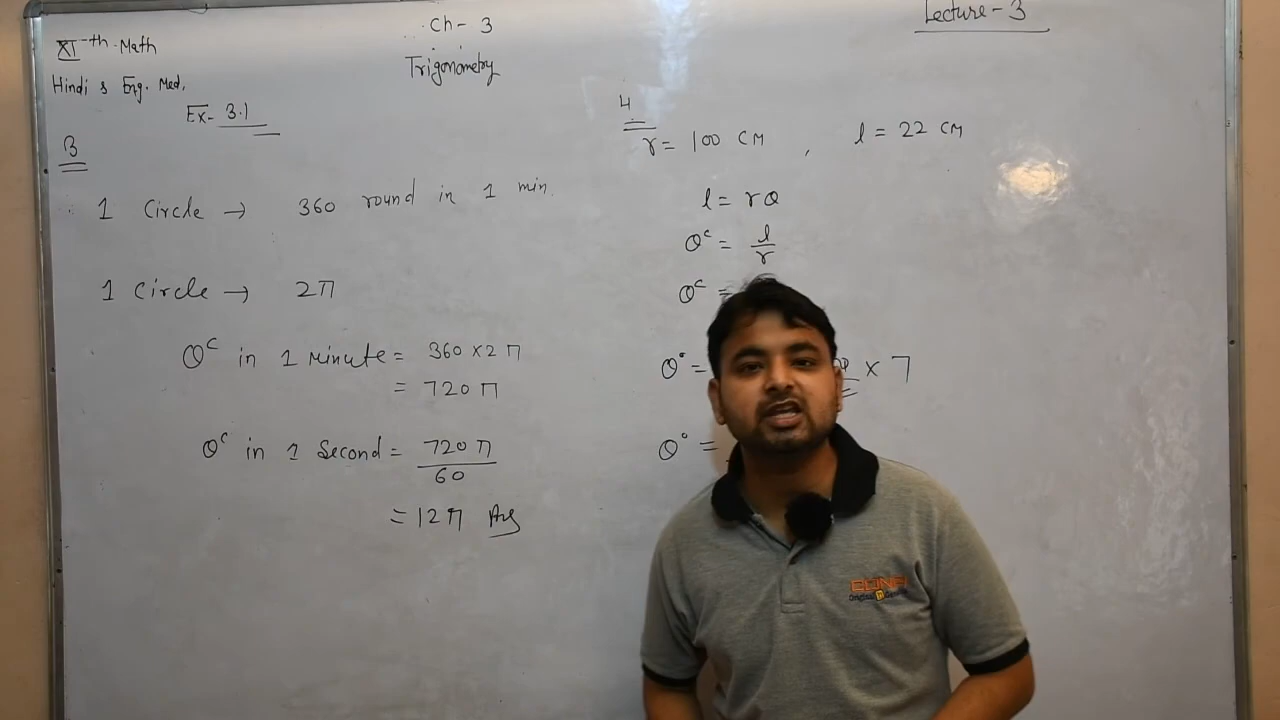 XI-th Math
Hindi & Eng. Med.
Ch - 3
Trigonometry
Lecture - 3
Ex- 3.1
3
1 Circle → 360 round in 1 min.
1 Circle → 2π
θᶜ in 1 Minute = 360 × 2π
= 720π
θᶜ in 1 Second = 720π
60
= 12π Ans
4
r = 100 CM , l = 22 CM
l = rθ
θᶜ = l
r
θᶜ =
θ° = × 7
θ° =